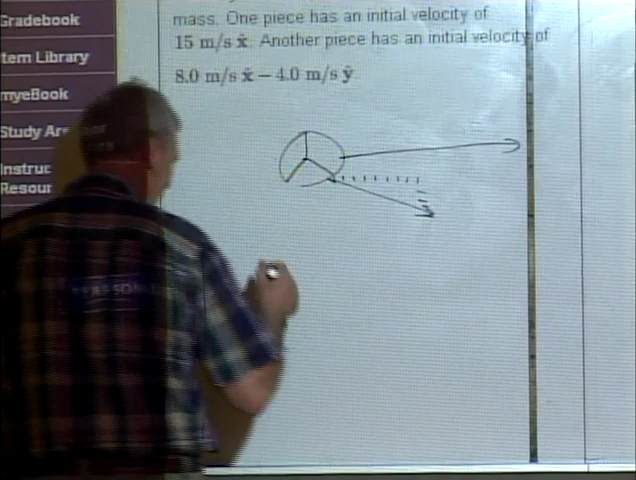 Gradebook
tem Library
myeBook
Study Ar
Instruc
Resour
mass. One piece has an initial velocity of
15 m/s x̂. Another piece has an initial velocity of
8.0 m/s x̂ − 4.0 m/s ŷ
PEARSON